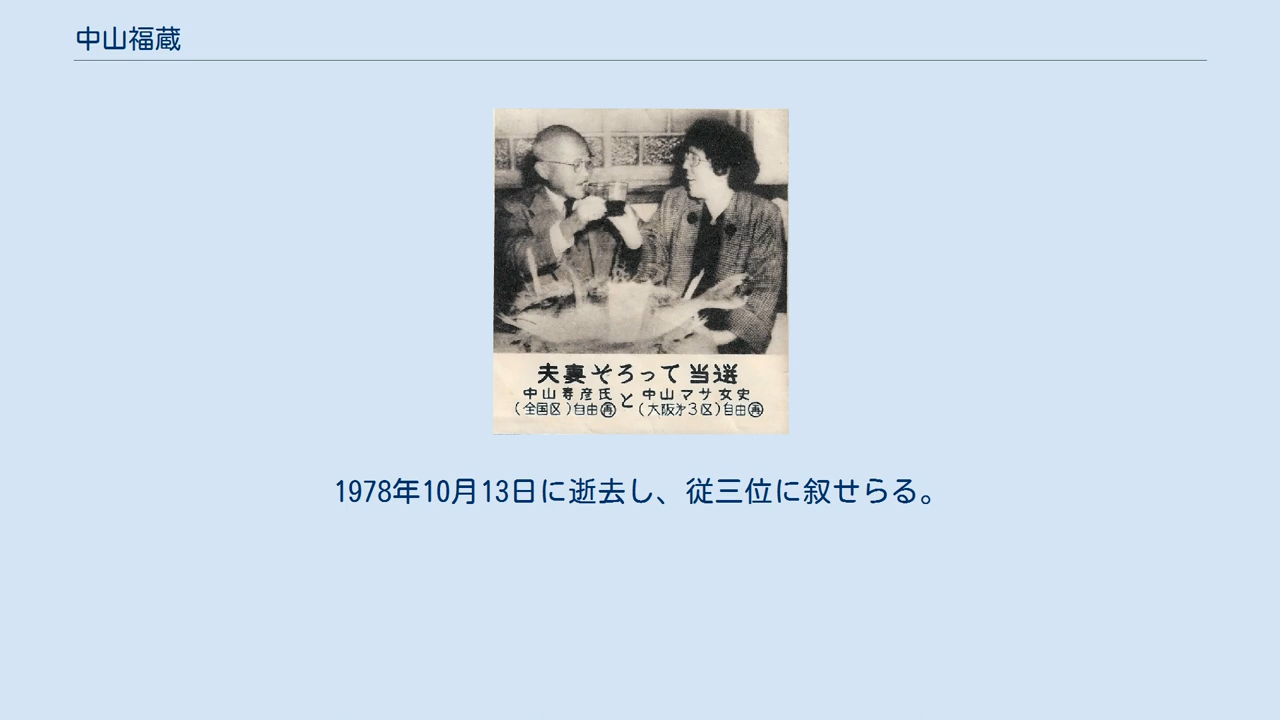 中山福蔵
夫妻そろって当選
中山寿彦氏と中山マサ女史
(全国区)自由㊞(大阪第3区)自由㊞
1978年10月13日に逝去し、従三位に叙せらる。